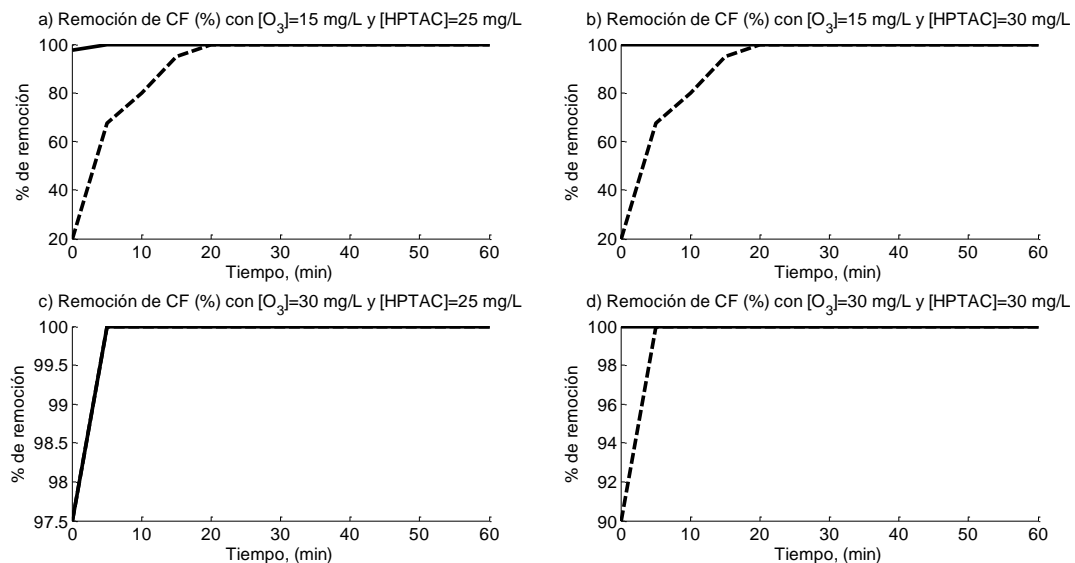 a) Remoción de CF (%) con [O3]=15 mg/L y [HPTAC]=25 mg/L
% de remoción
100
80
60
40
20
0 10 20 30 40 50 60
Tiempo, (min)
b) Remoción de CF (%) con [O3]=15 mg/L y [HPTAC]=30 mg/L
% de remoción
100
80
60
40
20
0 10 20 30 40 50 60
Tiempo, (min)
c) Remoción de CF (%) con [O3]=30 mg/L y [HPTAC]=25 mg/L
% de remoción
100
99.5
99
98.5
98
97.5
0 10 20 30 40 50 60
Tiempo, (min)
d) Remoción de CF (%) con [O3]=30 mg/L y [HPTAC]=30 mg/L
% de remoción
100
98
96
94
92
90
0 10 20 30 40 50 60
Tiempo, (min)